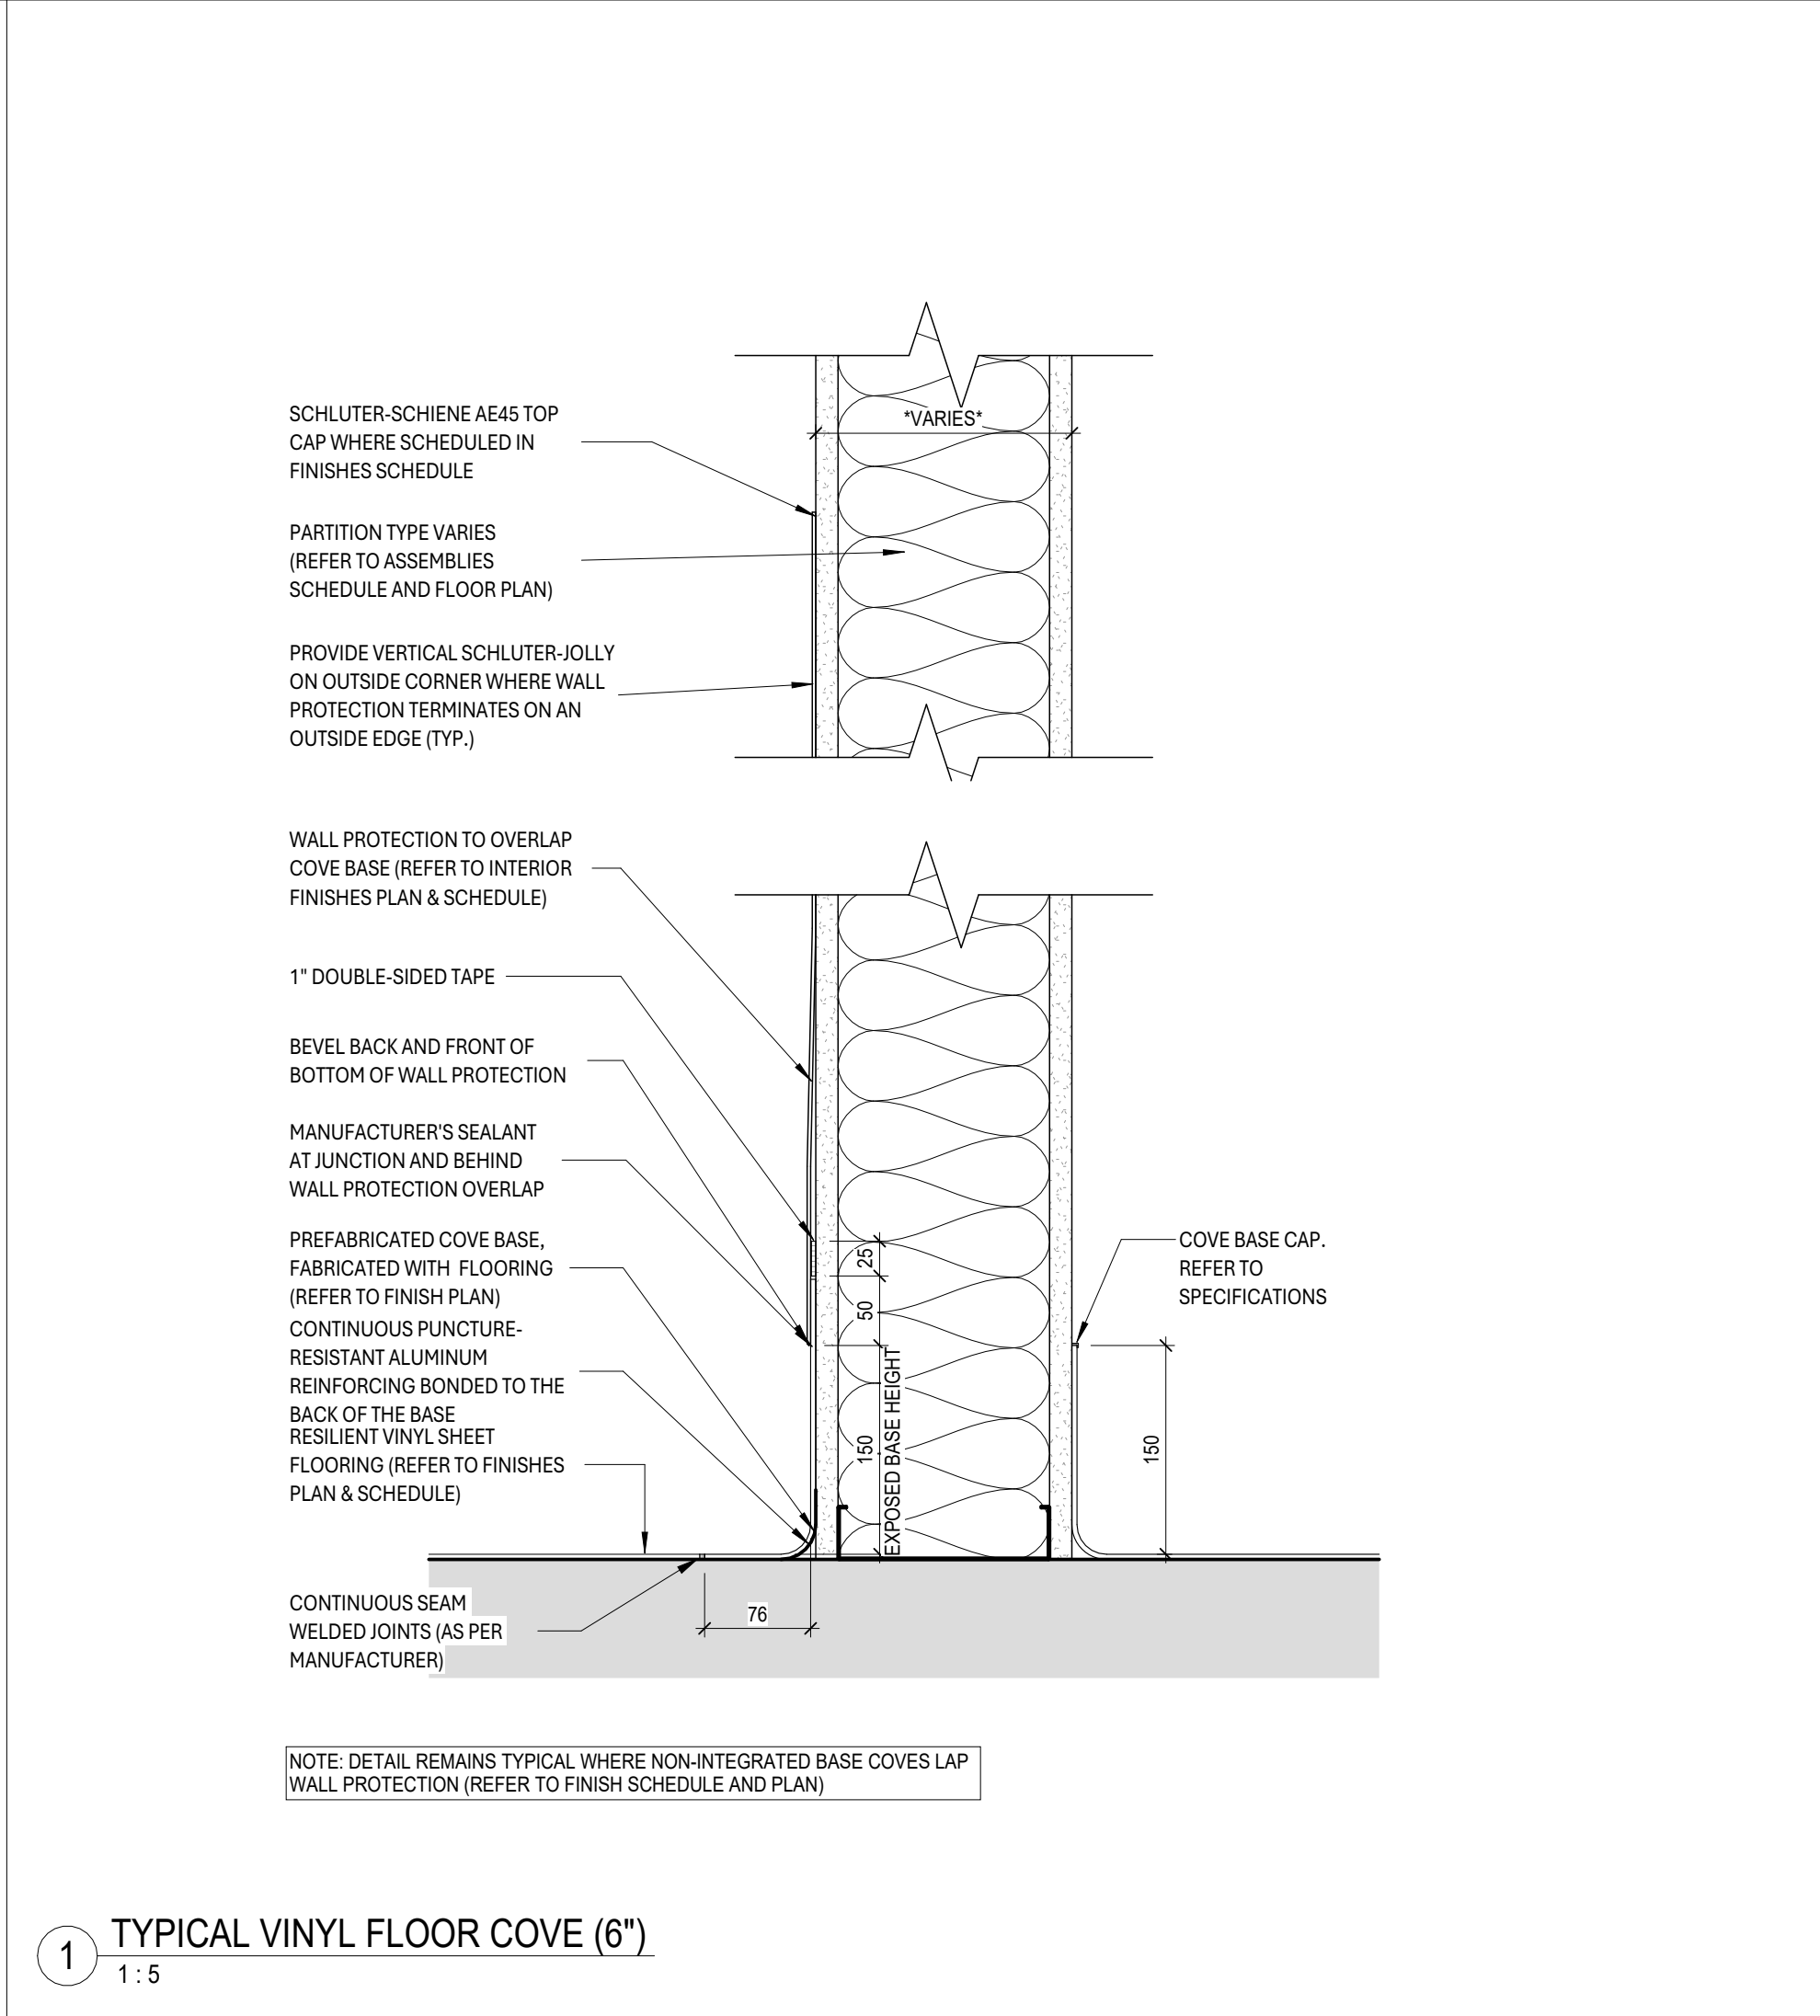 *VARIES*
SCHLUTER-SCHIENE AE45 TOP
CAP WHERE SCHEDULED IN
FINISHES SCHEDULE
PARTITION TYPE VARIES
(REFER TO ASSEMBLIES
SCHEDULE AND FLOOR PLAN)
PROVIDE VERTICAL SCHLUTER-JOLLY
ON OUTSIDE CORNER WHERE WALL
PROTECTION TERMINATES ON AN
OUTSIDE EDGE (TYP.)
WALL PROTECTION TO OVERLAP
COVE BASE (REFER TO INTERIOR
FINISHES PLAN & SCHEDULE)
1" DOUBLE-SIDED TAPE
BEVEL BACK AND FRONT OF
BOTTOM OF WALL PROTECTION
MANUFACTURER'S SEALANT
AT JUNCTION AND BEHIND
WALL PROTECTION OVERLAP
PREFABRICATED COVE BASE,
FABRICATED WITH FLOORING
(REFER TO FINISH PLAN)
CONTINUOUS PUNCTURE-
RESISTANT ALUMINUM
REINFORCING BONDED TO THE
BACK OF THE BASE
RESILIENT VINYL SHEET
FLOORING (REFER TO FINISHES
PLAN & SCHEDULE)
CONTINUOUS SEAM
WELDED JOINTS (AS PER
MANUFACTURER)
25
50
150
EXPOSED BASE HEIGHT
76
COVE BASE CAP.
REFER TO
SPECIFICATIONS
150
NOTE: DETAIL REMAINS TYPICAL WHERE NON-INTEGRATED BASE COVES LAP
WALL PROTECTION (REFER TO FINISH SCHEDULE AND PLAN)
1
TYPICAL VINYL FLOOR COVE (6")
1 : 5